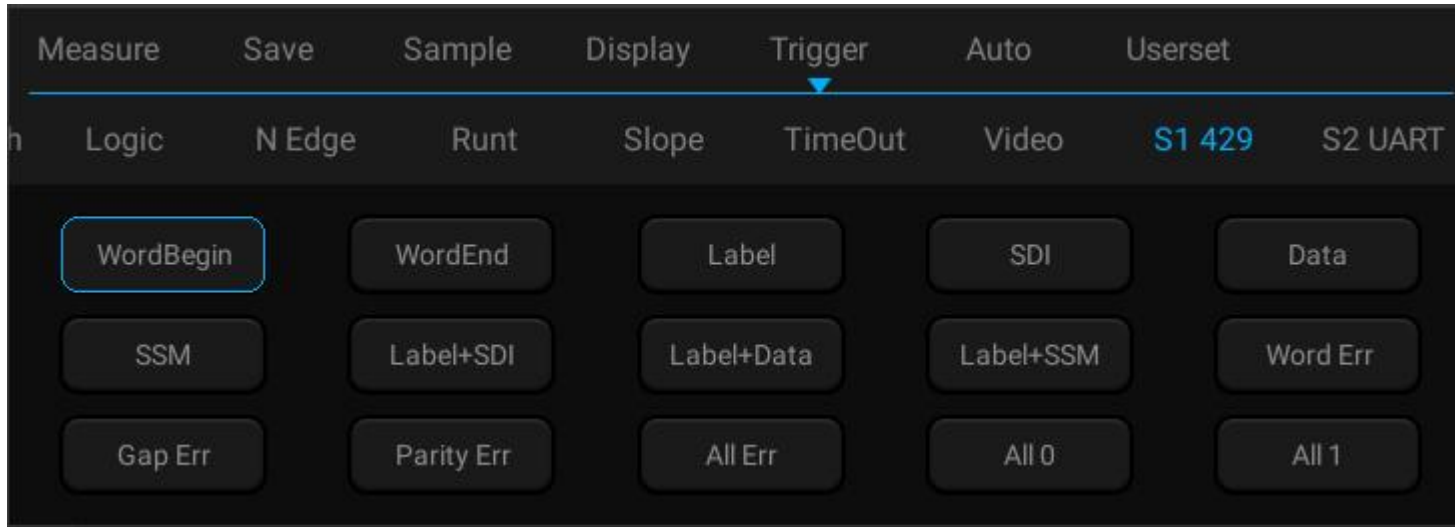 Measure Save Sample Display Trigger Auto Userset
h Logic N Edge Runt Slope TimeOut Video S1 429 S2 UART
WordBegin WordEnd Label SDI Data
SSM Label+SDI Label+Data Label+SSM Word Err
Gap Err Parity Err All Err All 0 All 1